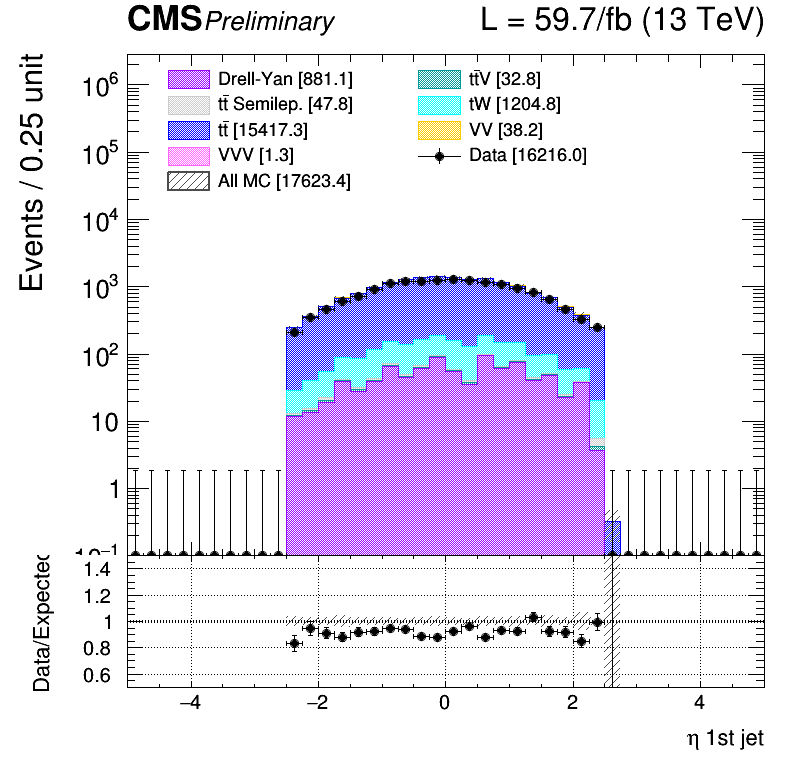 CMS Preliminary L = 59.7/fb (13 TeV)
Events / 0.25 unit
Drell-Yan [881.1]
tt̄ Semilep. [47.8]
tt̄ [15417.3]
VVV [1.3]
All MC [17623.4]
tt̄V [32.8]
tW [1204.8]
VV [38.2]
Data [16216.0]
10⁶
10⁵
10⁴
10³
10²
10
1
10⁻¹
Data/Expected
1.4
1.2
1
0.8
0.6
−4 −2 0 2 4
η 1st jet